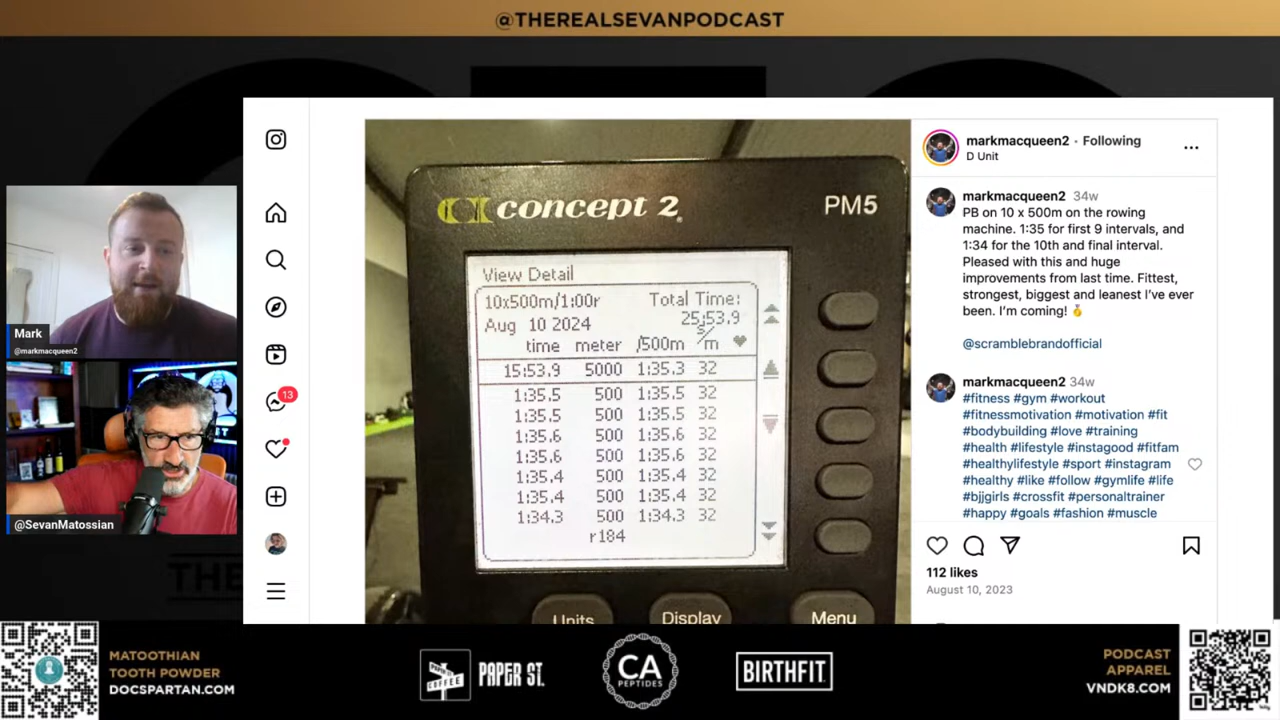 @THEREALSEVANPODCAST
Mark
@markmacqueen2
@SevanMatossian
13
concept 2
PM5
View Detail
10x500m/1:00r Total Time:
Aug 10 2024 25:53.9
time meter /500m s/m
15:53.9 5000 1:35.3 32
1:35.5 500 1:35.5 32
1:35.5 500 1:35.5 32
1:35.6 500 1:35.6 32
1:35.6 500 1:35.6 32
1:35.4 500 1:35.4 32
1:35.4 500 1:35.4 32
1:34.3 500 1:34.3 32
r184
Units Display Menu
markmacqueen2 · Following
D Unit
markmacqueen2 34w
PB on 10 x 500m on the rowing
machine. 1:35 for first 9 intervals, and
1:34 for the 10th and final interval.
Pleased with this and huge
improvements from last time. Fittest,
strongest, biggest and leanest I've ever
been. I'm coming! 🥇
@scramblebrandofficial
markmacqueen2 34w
#fitness #gym #workout
#fitnessmotivation #motivation #fit
#bodybuilding #love #training
#health #lifestyle #instagood #fitfam
#healthylifestyle #sport #instagram
#healthy #like #follow #gymlife #life
#bjjgirls #crossfit #personaltrainer
#happy #goals #fashion #muscle
112 likes
August 10, 2023
MATOOTHIAN
TOOTH POWDER
DOCSPARTAN.COM
PAPER ST.
COFFEE
CA
PEPTIDES
BIRTHFIT
PODCAST
APPAREL
VNDK8.COM